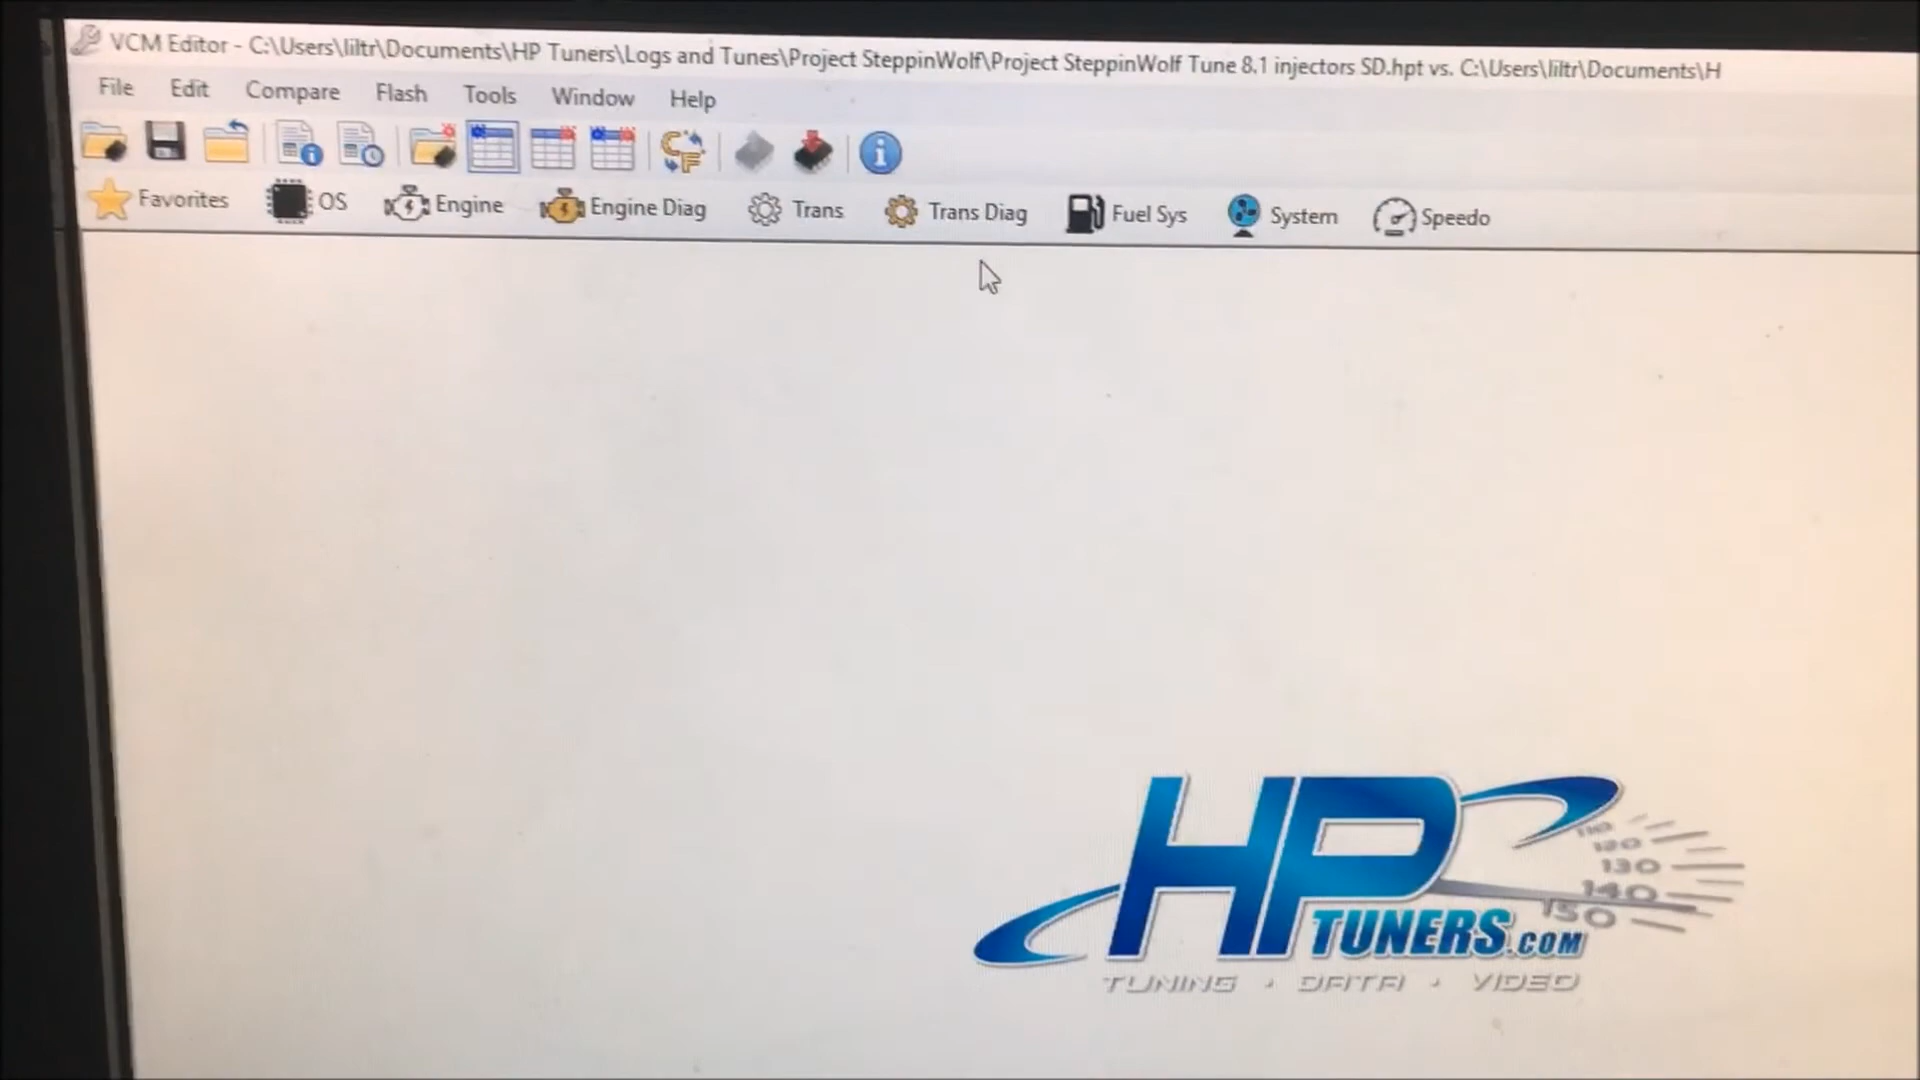 VCM Editor - C:\Users\liltr\Documents\HP Tuners\Logs and Tunes\Project SteppinWolf\Project SteppinWolf Tune 8.1 injectors SD.hpt vs. C:\Users\liltr\Documents\H
File Edit Compare Flash Tools Window Help
Favorites OS Engine Engine Diag Trans Trans Diag Fuel Sys System Speedo
110
120
130
140
150
HP
TUNERS.COM
TUNING · DATA · VIDEO